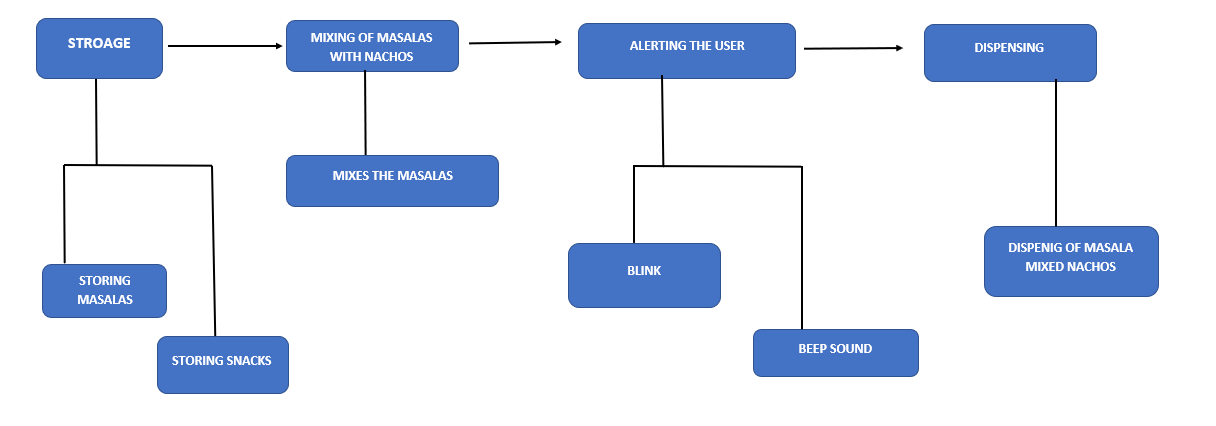 STROAGE
MIXING OF MASALAS
WITH NACHOS
ALERTING THE USER
DISPENSING
MIXES THE MASALAS
STORING
MASALAS
STORING SNACKS
BLINK
BEEP SOUND
DISPENIG OF MASALA
MIXED NACHOS